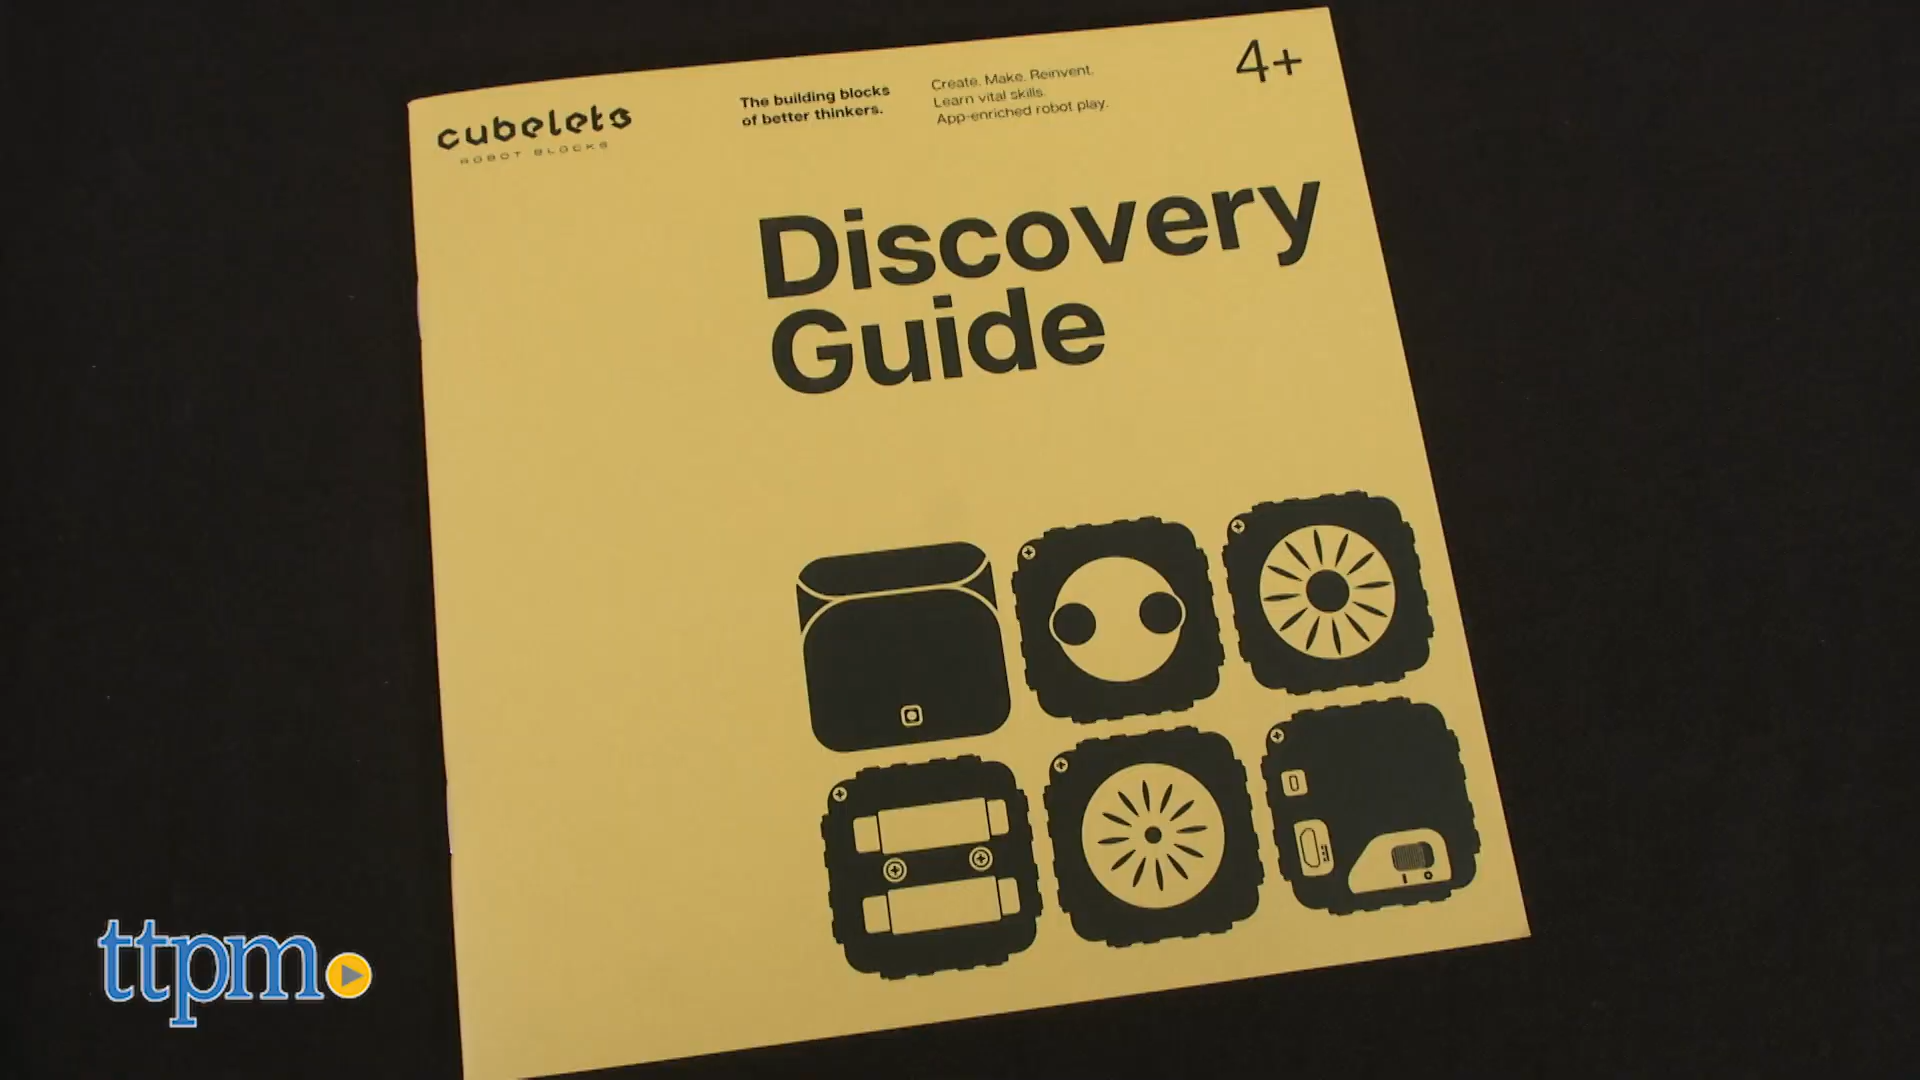 cubelets
ROBOT BLOCKS
The building blocks
of better thinkers.
Create. Make. Reinvent.
Learn vital skills.
App-enriched robot play.
4+
Discovery
Guide
ttpm